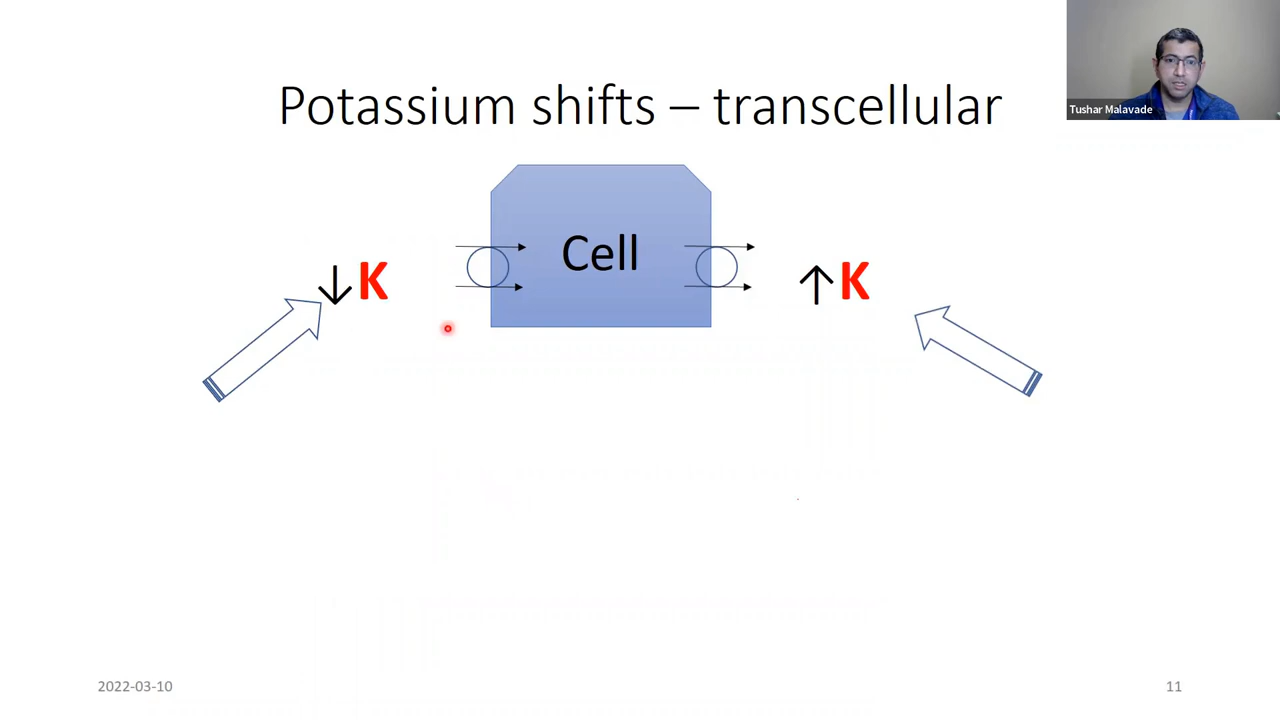 Tushar Malavade
Potassium shifts – transcellular
Cell
↓K
↑K
2022-03-10
11